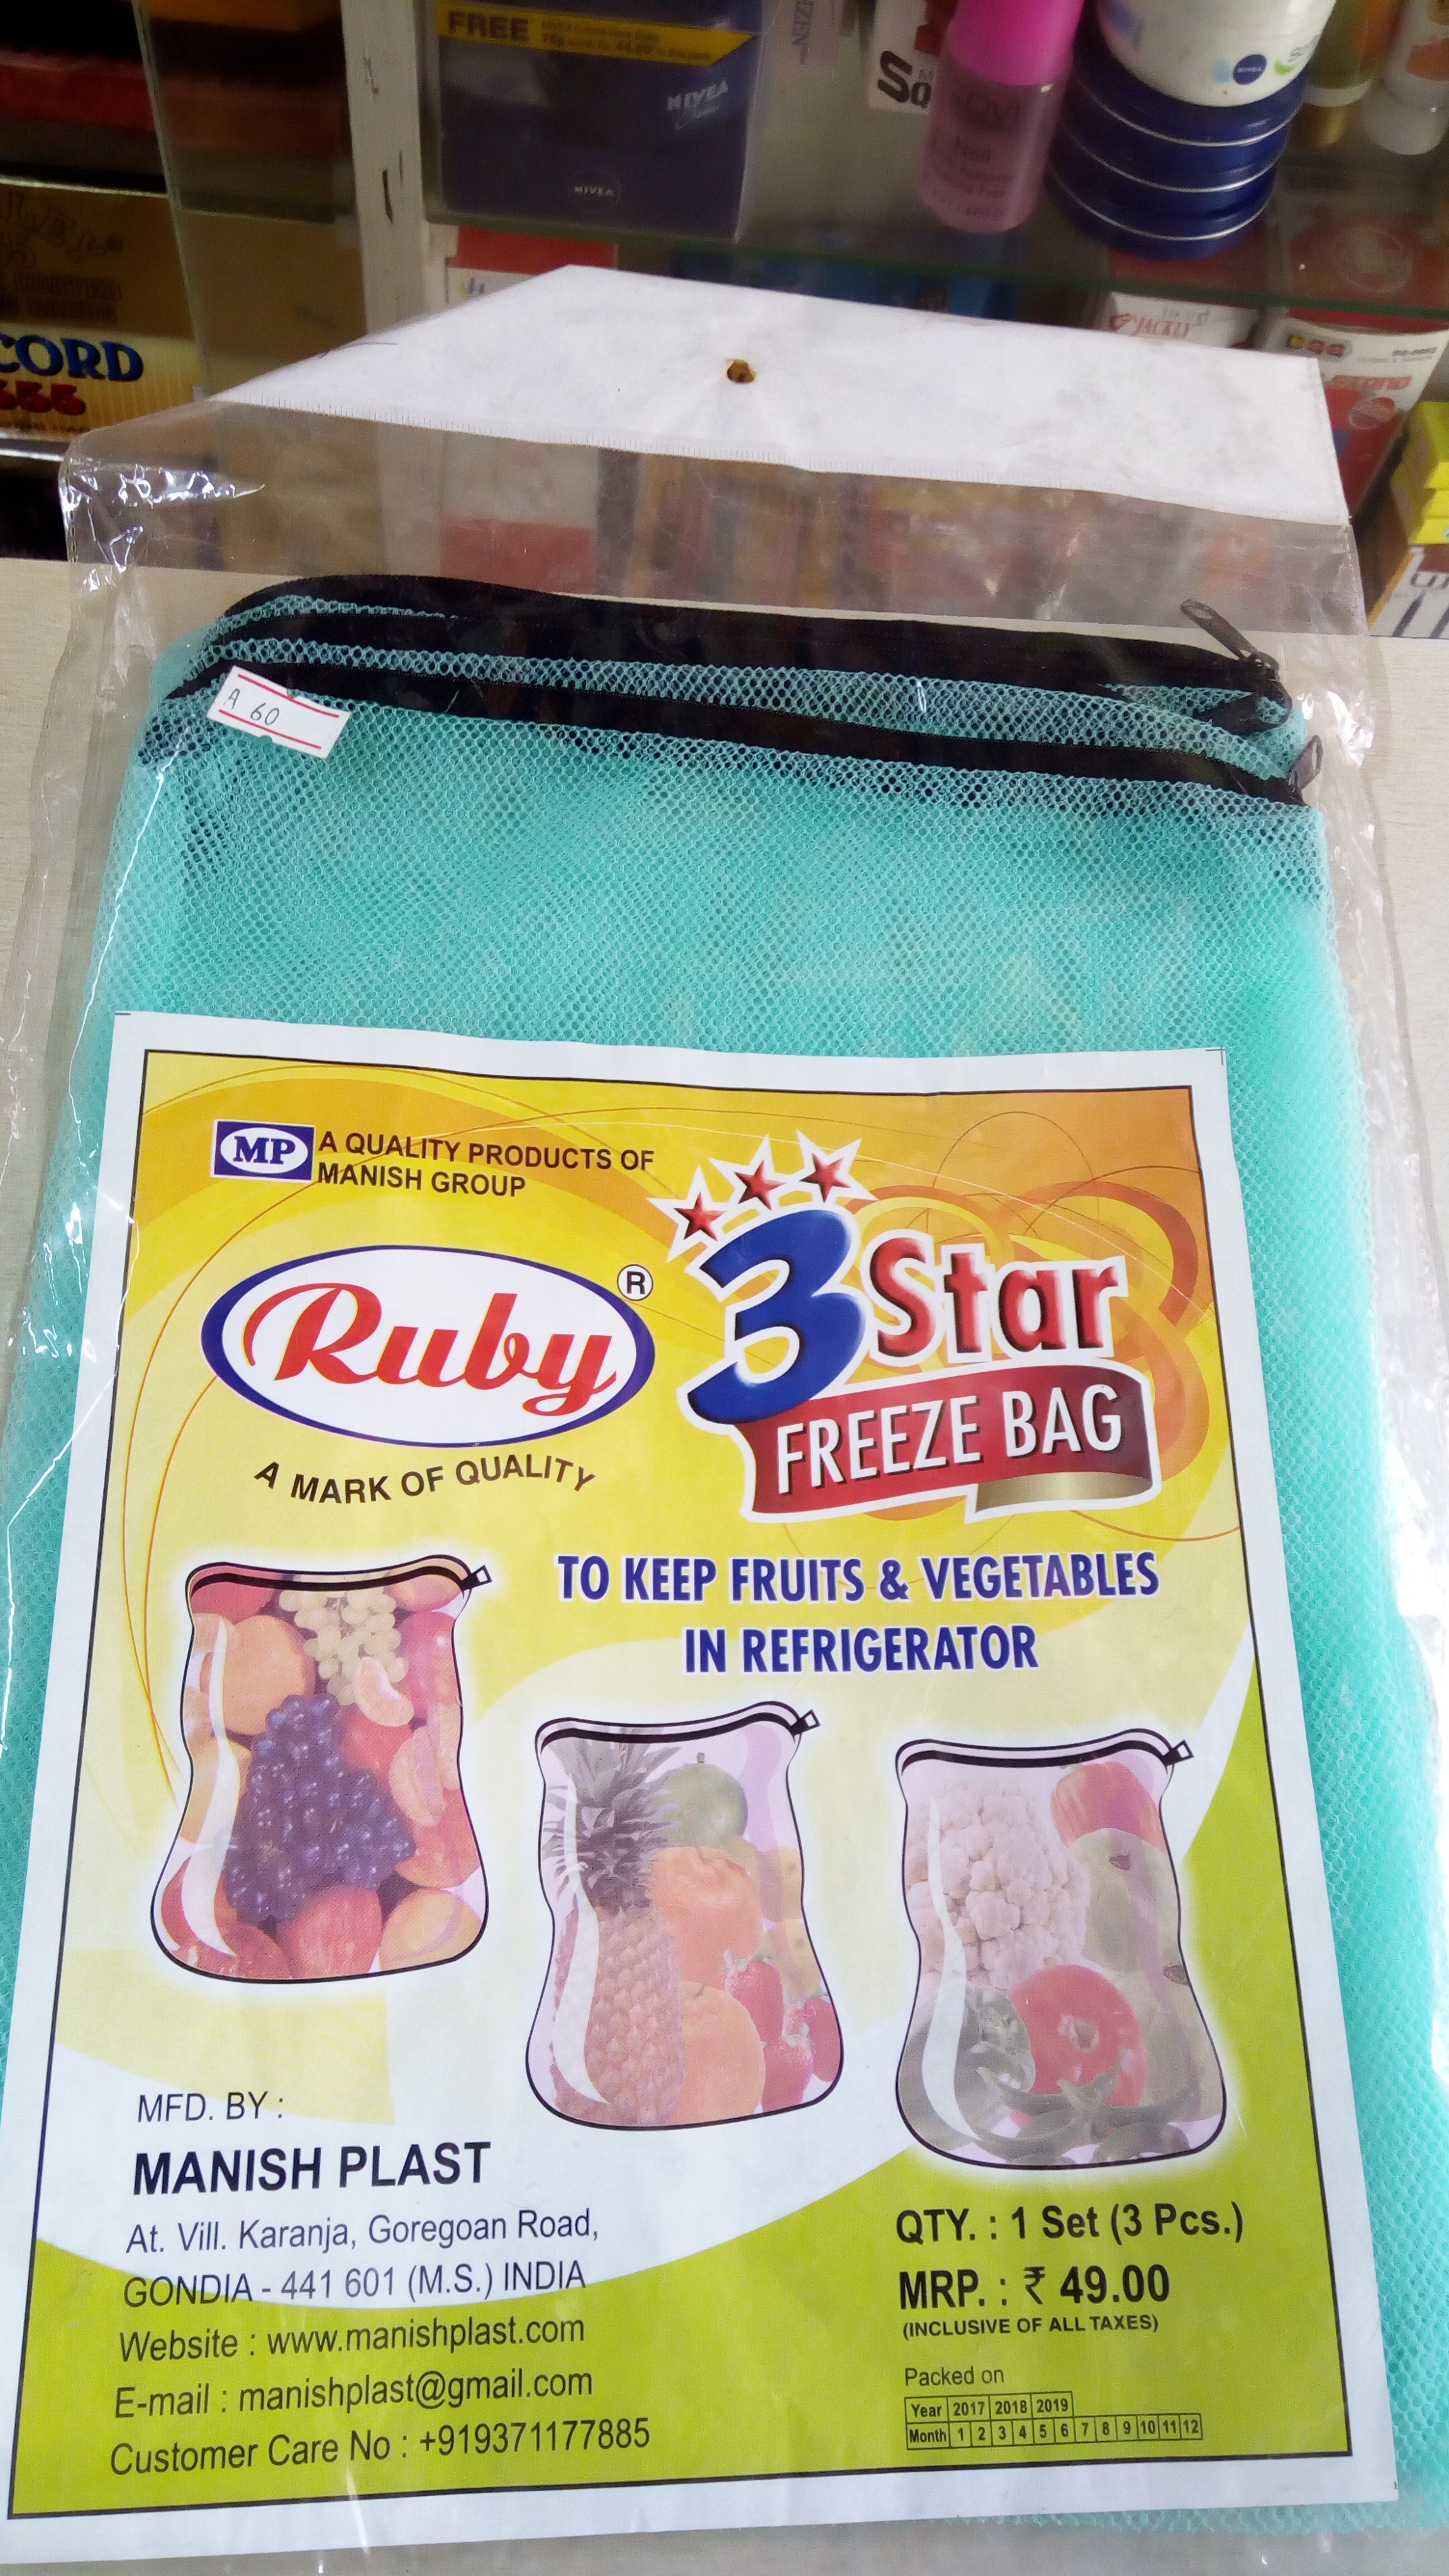 FREE
NIVEA
NIVEA
NIVEA
CORD
555
JACKLY
A 60
MP
A QUALITY PRODUCTS OF
MANISH GROUP
Ruby ®
A MARK OF QUALITY
3 Star
FREEZE BAG
TO KEEP FRUITS & VEGETABLES
IN REFRIGERATOR
MFD. BY :
MANISH PLAST
At. Vill. Karanja, Goregoan Road,
GONDIA - 441 601 (M.S.) INDIA
Website : www.manishplast.com
E-mail : manishplast@gmail.com
Customer Care No : +919371177885
QTY. : 1 Set (3 Pcs.)
MRP. : ₹ 49.00
(INCLUSIVE OF ALL TAXES)
Packed on
Year 2017 2018 2019
Month 1 2 3 4 5 6 7 8 9 10 11 12